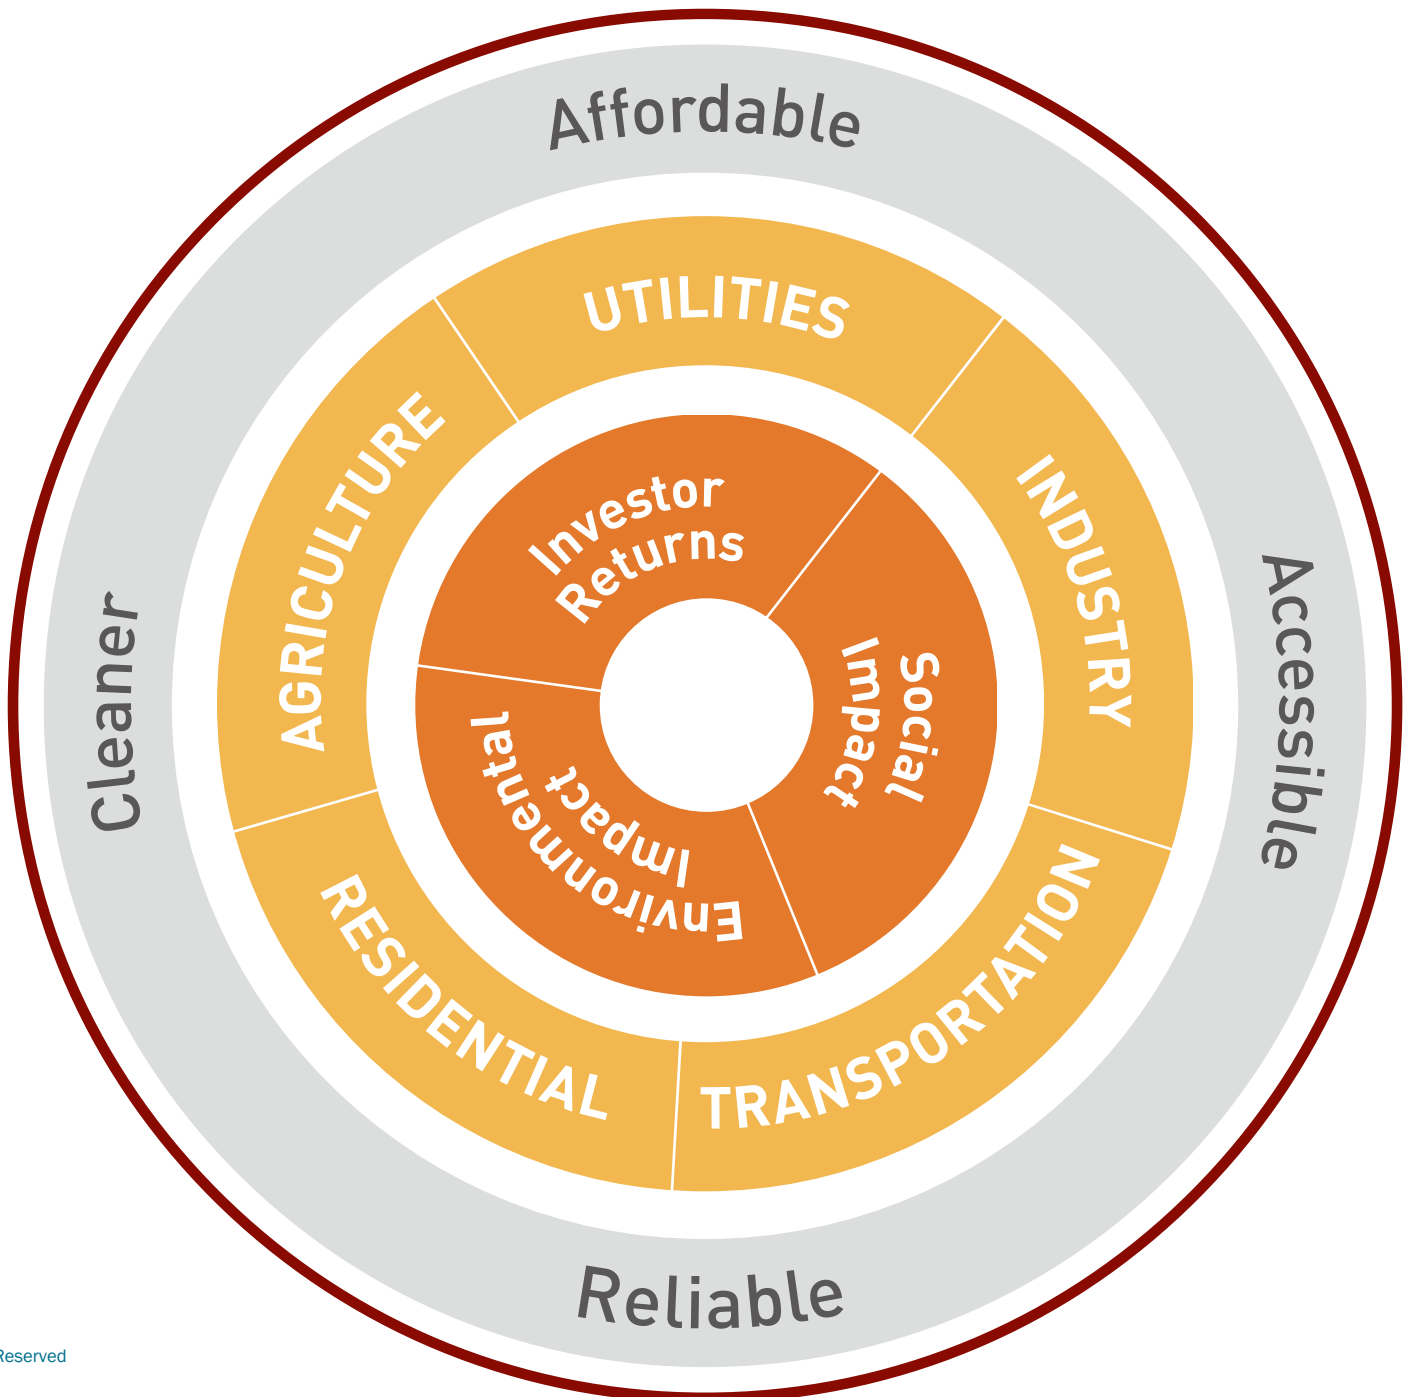 Affordable
Accessible
Reliable
Cleaner
UTILITIES
INDUSTRY
TRANSPORTATION
RESIDENTIAL
AGRICULTURE
Investor
Returns
Social
Impact
Environmental
Impact
Reserved